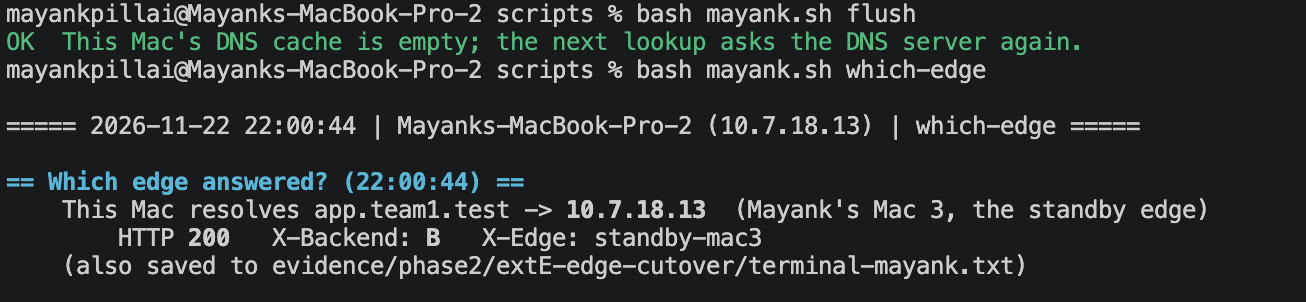 mayankpillai@Mayanks-MacBook-Pro-2 scripts % bash mayank.sh flush
OK  This Mac's DNS cache is empty; the next lookup asks the DNS server again.
mayankpillai@Mayanks-MacBook-Pro-2 scripts % bash mayank.sh which-edge
===== 2026-11-22 22:00:44 | Mayanks-MacBook-Pro-2 (10.7.18.13) | which-edge =====
== Which edge answered? (22:00:44) ==
    This Mac resolves app.team1.test -> 10.7.18.13  (Mayank's Mac 3, the standby edge)
        HTTP 200   X-Backend: B   X-Edge: standby-mac3
    (also saved to evidence/phase2/extE-edge-cutover/terminal-mayank.txt)